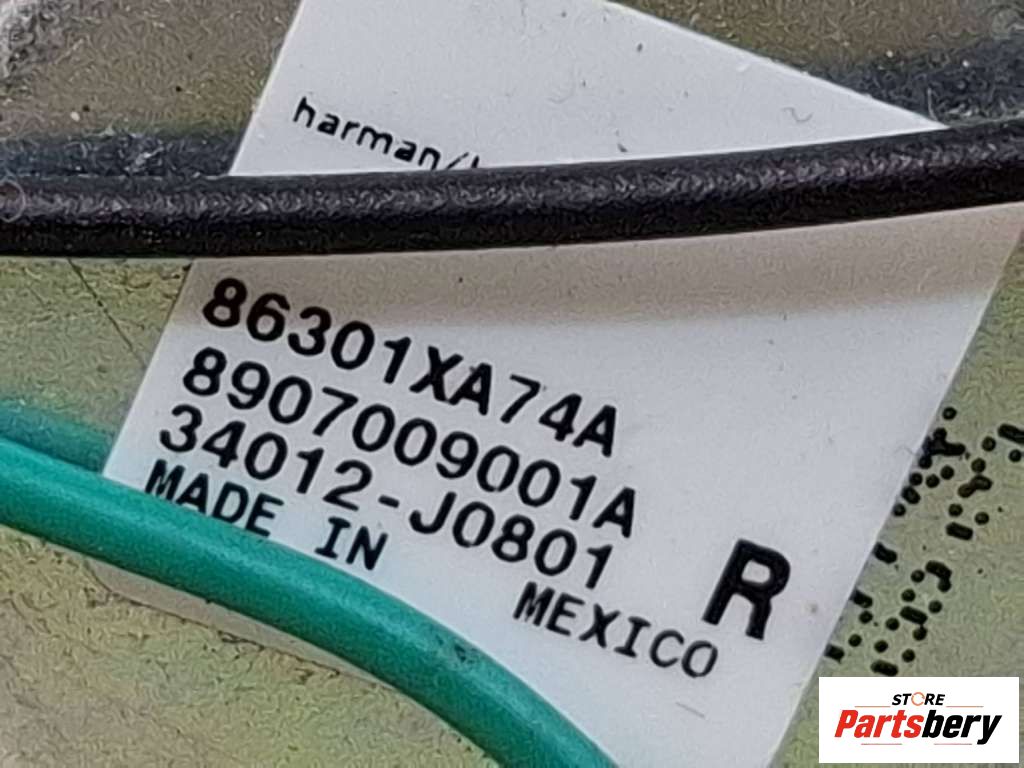 harman/
86301XA74A
8907009001A
34012-J0801
MADE IN MEXICO
R
STORE
Partsbery